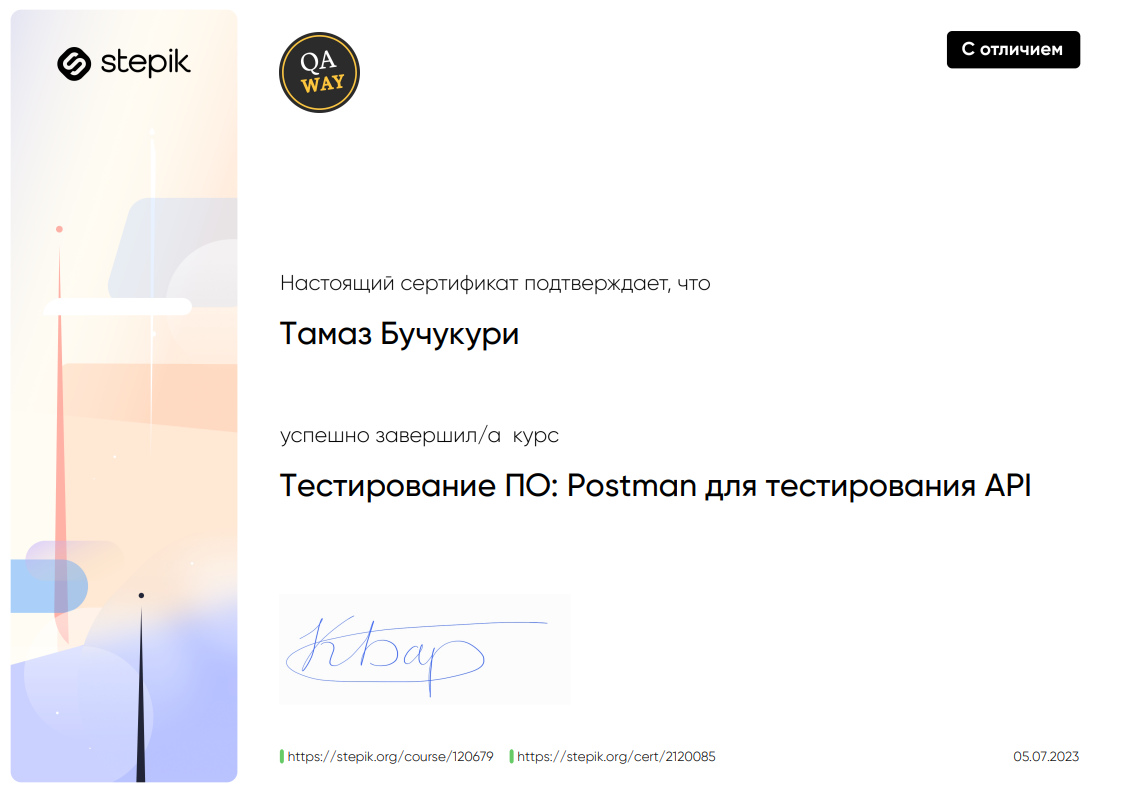 stepik
QA
WAY
С отличием
Настоящий сертификат подтверждает, что
Тамаз Бучукури
успешно завершил/а курс
Тестирование ПО: Postman для тестирования API
https://stepik.org/course/120679 https://stepik.org/cert/2120085 05.07.2023